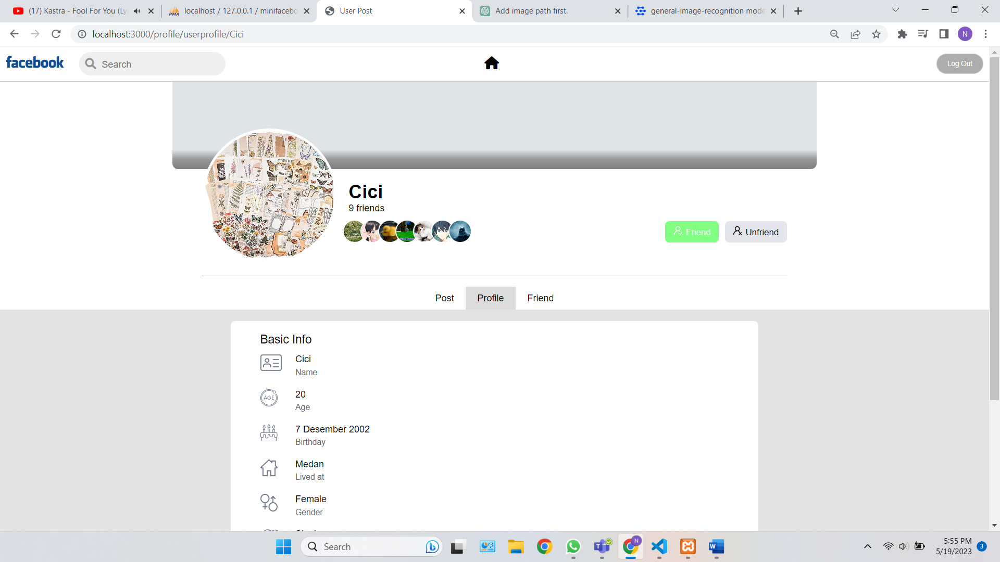 (17) Kastra - Fool For You (Ly
localhost / 127.0.0.1 / minifacebo
User Post
Add image path first.
general-image-recognition mode
localhost:3000/profile/userprofile/Cici
N
facebook
Search
Log Out
Cici
9 friends
Friend
Unfriend
Post
Profile
Friend
Basic Info
Cici
Name
AGE
20
Age
7 Desember 2002
Birthday
Medan
Lived at
Female
Gender
Search
N
5:55 PM
5/19/2023
3